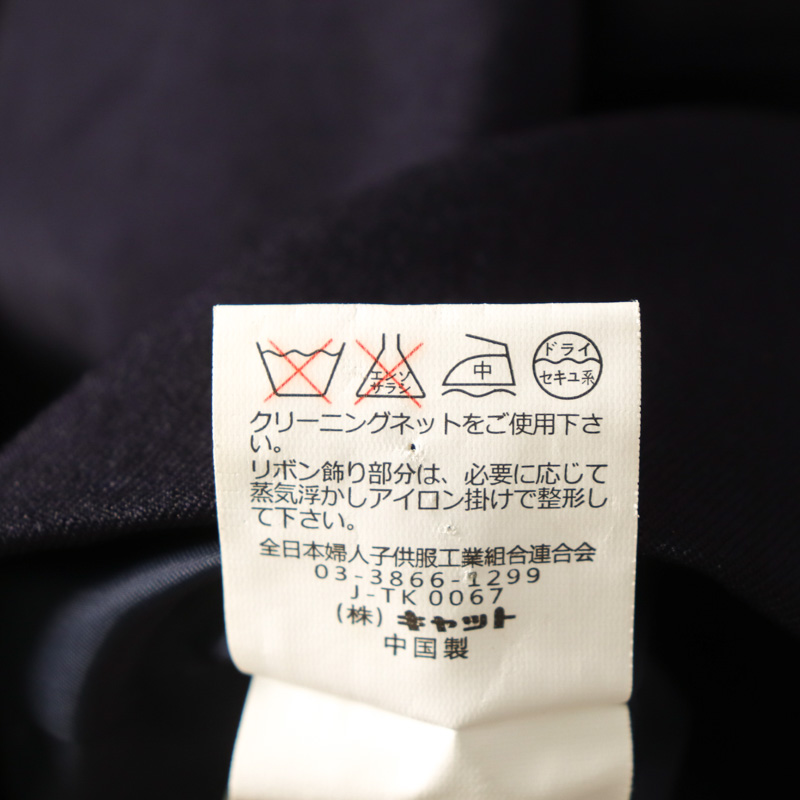 エンソ
サラシ
中
ドライ
セキユ系
クリーニングネットをご使用下さ
い。
リボン飾り部分は、必要に応じて
蒸気浮かしアイロン掛けで整形し
て下さい。
全日本婦人子供服工業組合連合会
03-3866-1299
J-TK 0067
(株) キャット
中国製